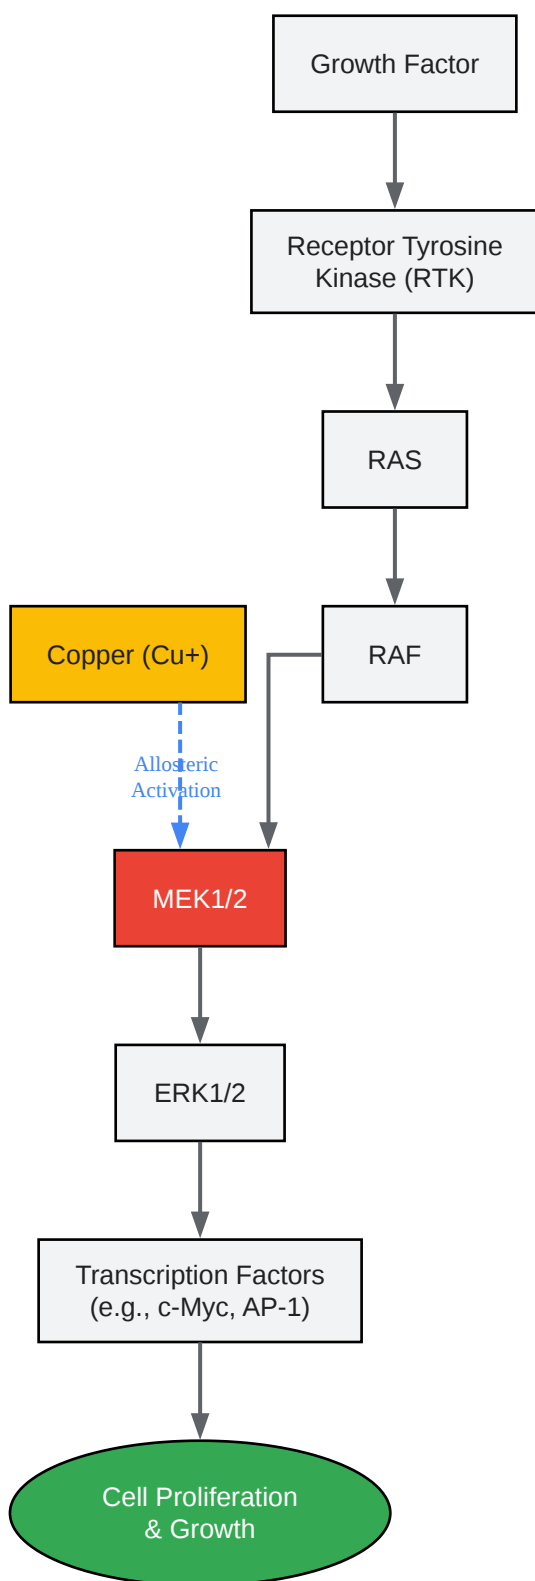 Growth Factor
Receptor Tyrosine
Kinase (RTK)
RAS
Copper (Cu+)
RAF
Allosteric
Activation
MEK1/2
ERK1/2
Transcription Factors
(e.g., c-Myc, AP-1)
Cell Proliferation
& Growth